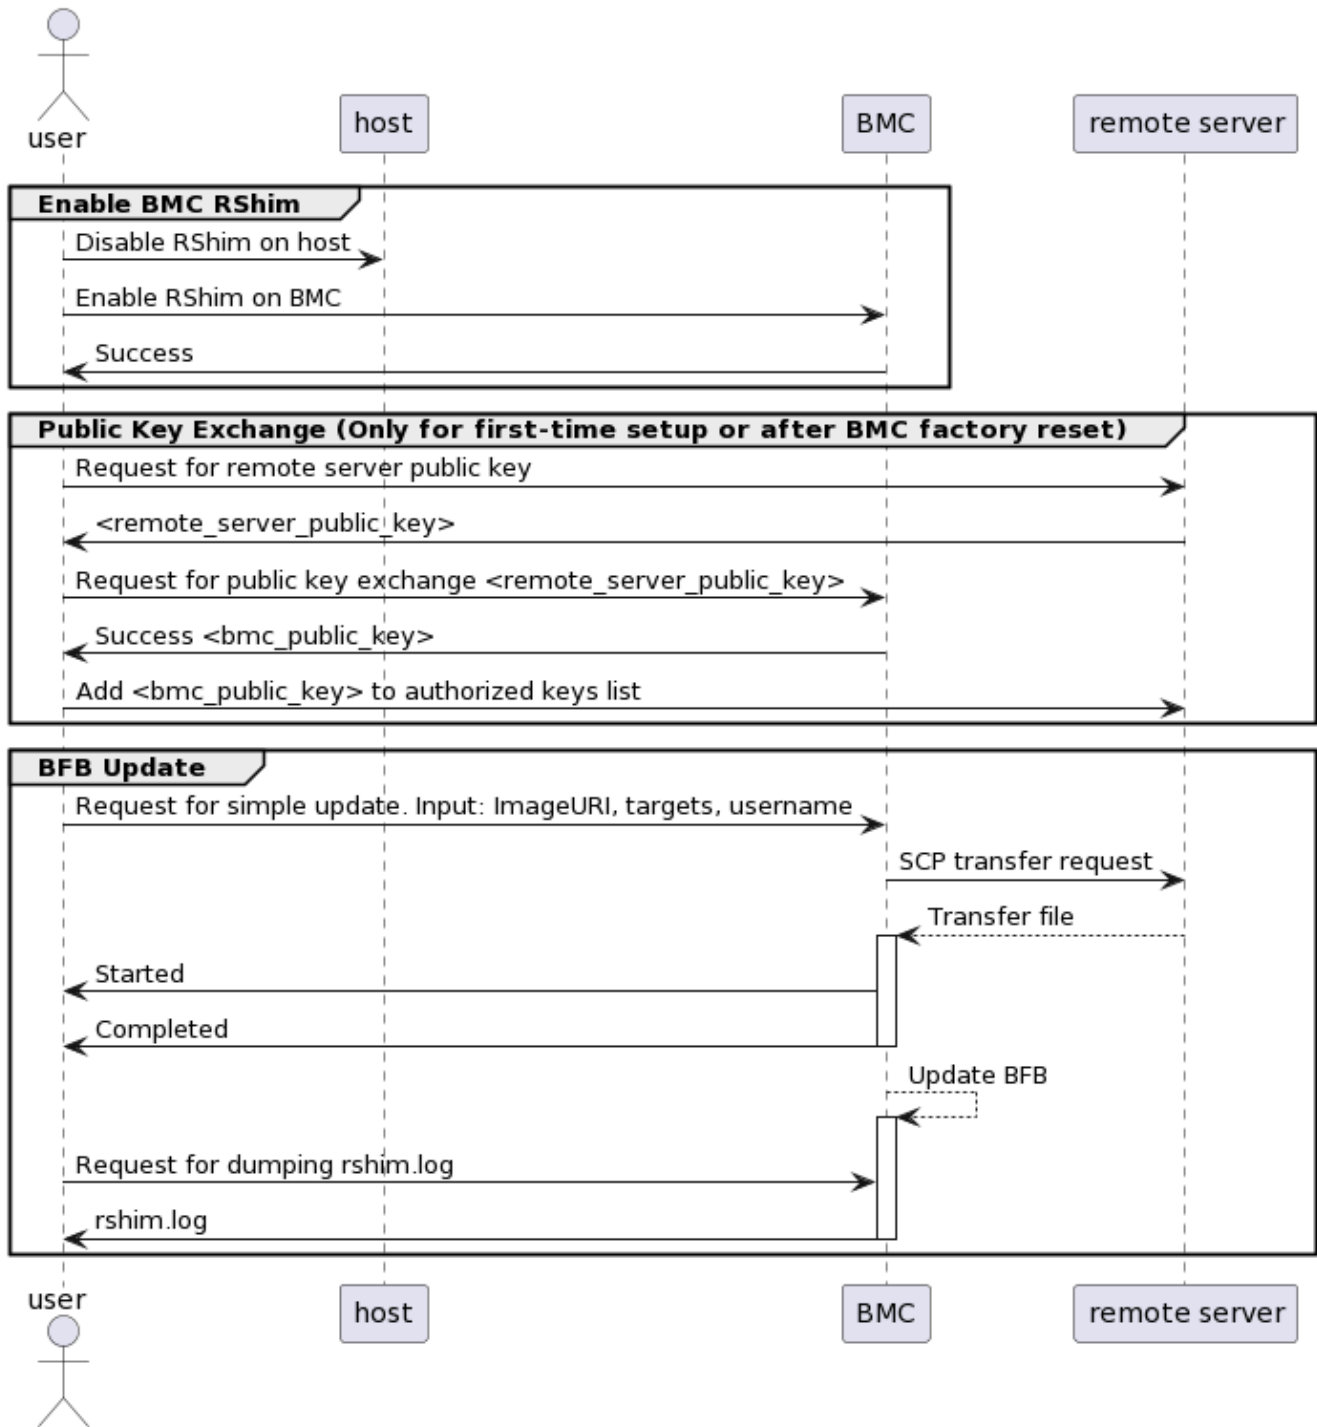 user
host
BMC
remote server
Enable BMC RShim
Disable RShim on host
Enable RShim on BMC
Success
Public Key Exchange (Only for first-time setup or after BMC factory reset)
Request for remote server public key
<remote_server_public_key>
Request for public key exchange <remote_server_public_key>
Success <bmc_public_key>
Add <bmc_public_key> to authorized keys list
BFB Update
Request for simple update. Input: ImageURI, targets, username
SCP transfer request
Transfer file
Started
Completed
Update BFB
Request for dumping rshim.log
rshim.log
user
host
BMC
remote server